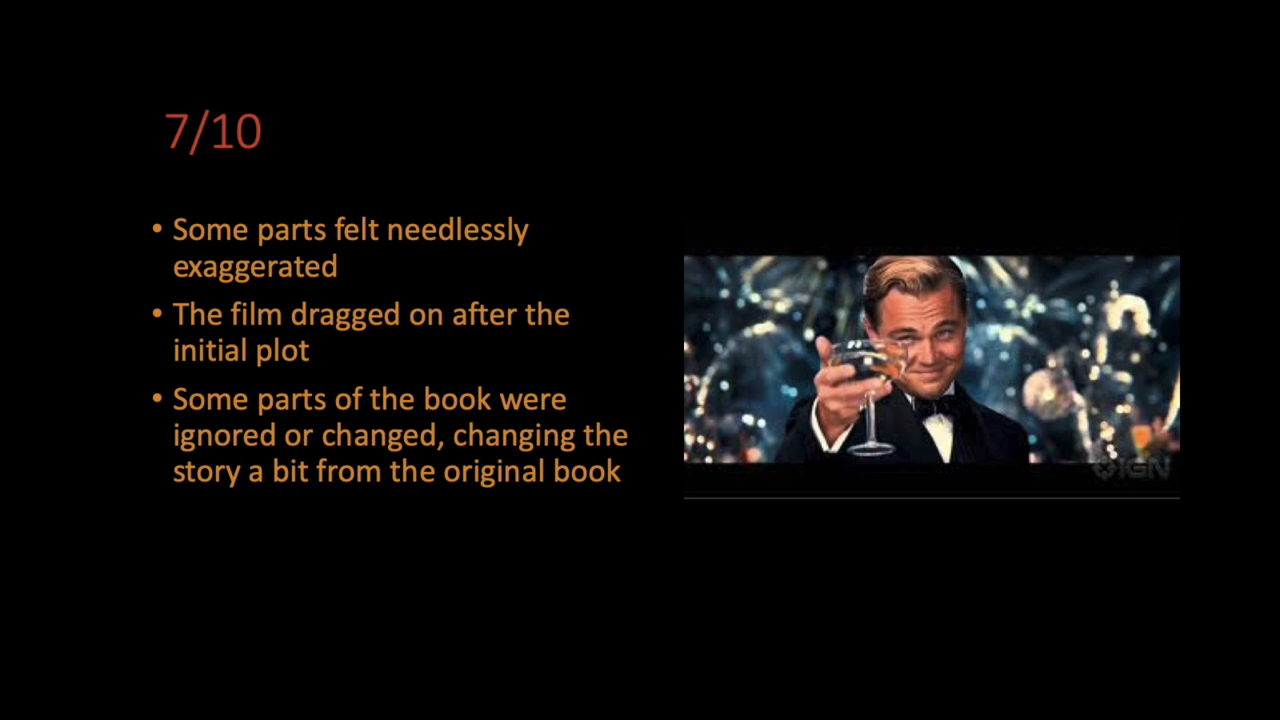 7/10
• Some parts felt needlessly
exaggerated
• The film dragged on after the
initial plot
• Some parts of the book were
ignored or changed, changing the
story a bit from the original book
IGN